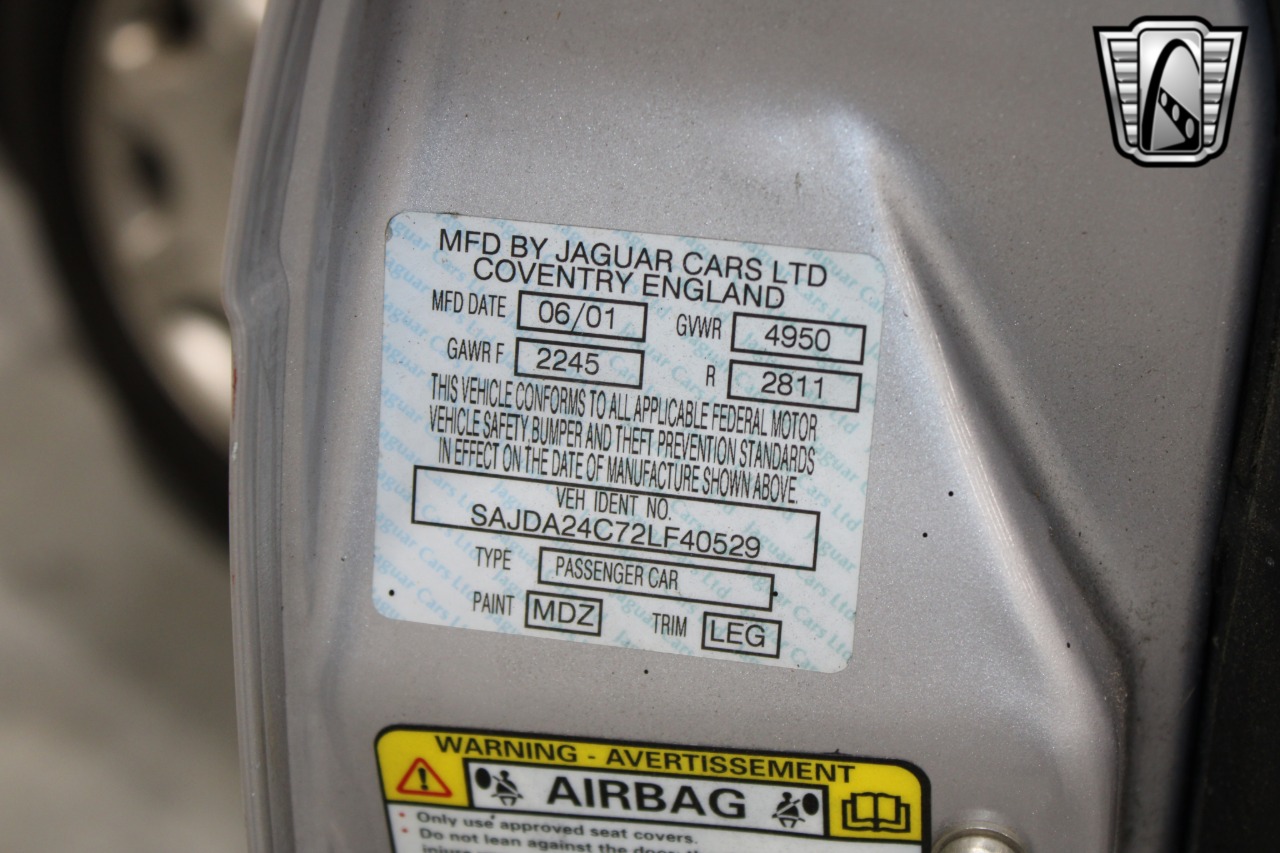 MFD BY JAGUAR CARS LTD
COVENTRY ENGLAND
MFD DATE 06/01 GVWR 4950
GAWR F 2245 R 2811
THIS VEHICLE CONFORMS TO ALL APPLICABLE FEDERAL MOTOR
VEHICLE SAFETY, BUMPER AND THEFT PREVENTION STANDARDS
IN EFFECT ON THE DATE OF MANUFACTURE SHOWN ABOVE.
VEH IDENT NO.
SAJDA24C72LF40529
TYPE PASSENGER CAR
PAINT MDZ TRIM LEG
WARNING - AVERTISSEMENT
AIRBAG
• Only use approved seat covers.
• Do not lean against the door,